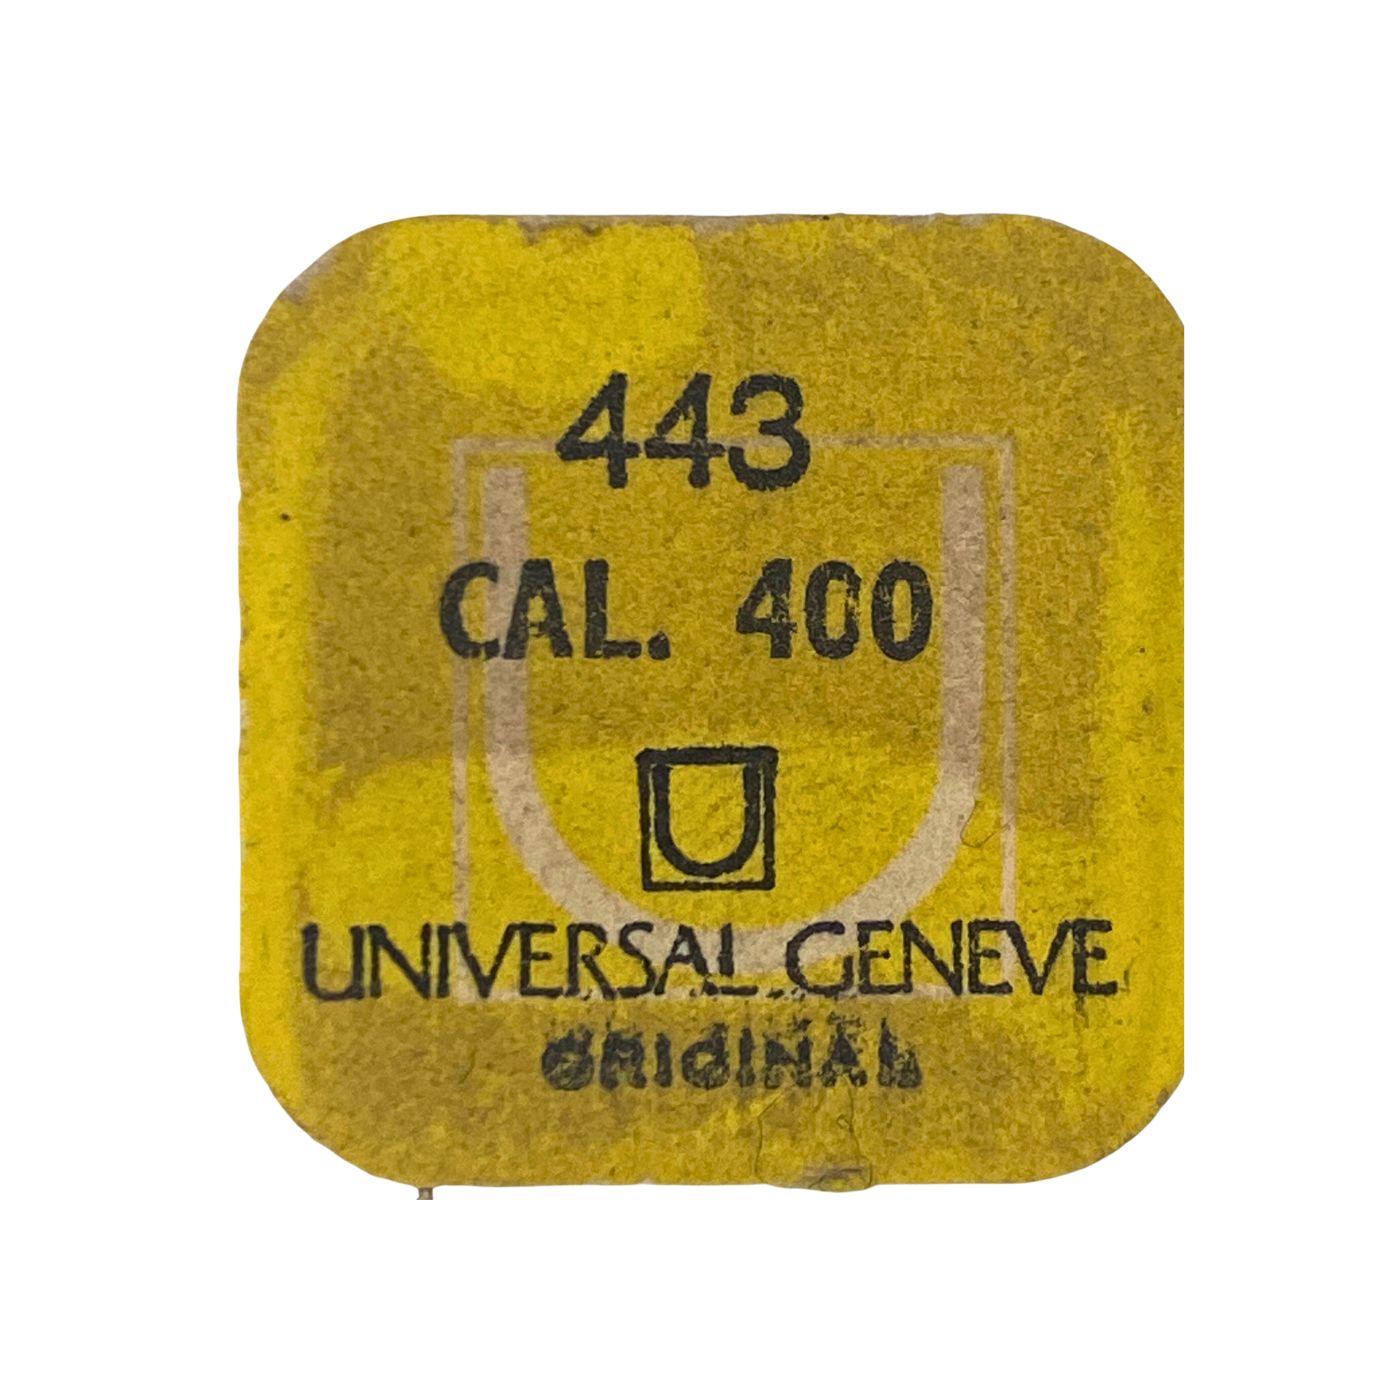 443
CAL. 400
U
UNIVERSAL GENEVE
ORIGINAL